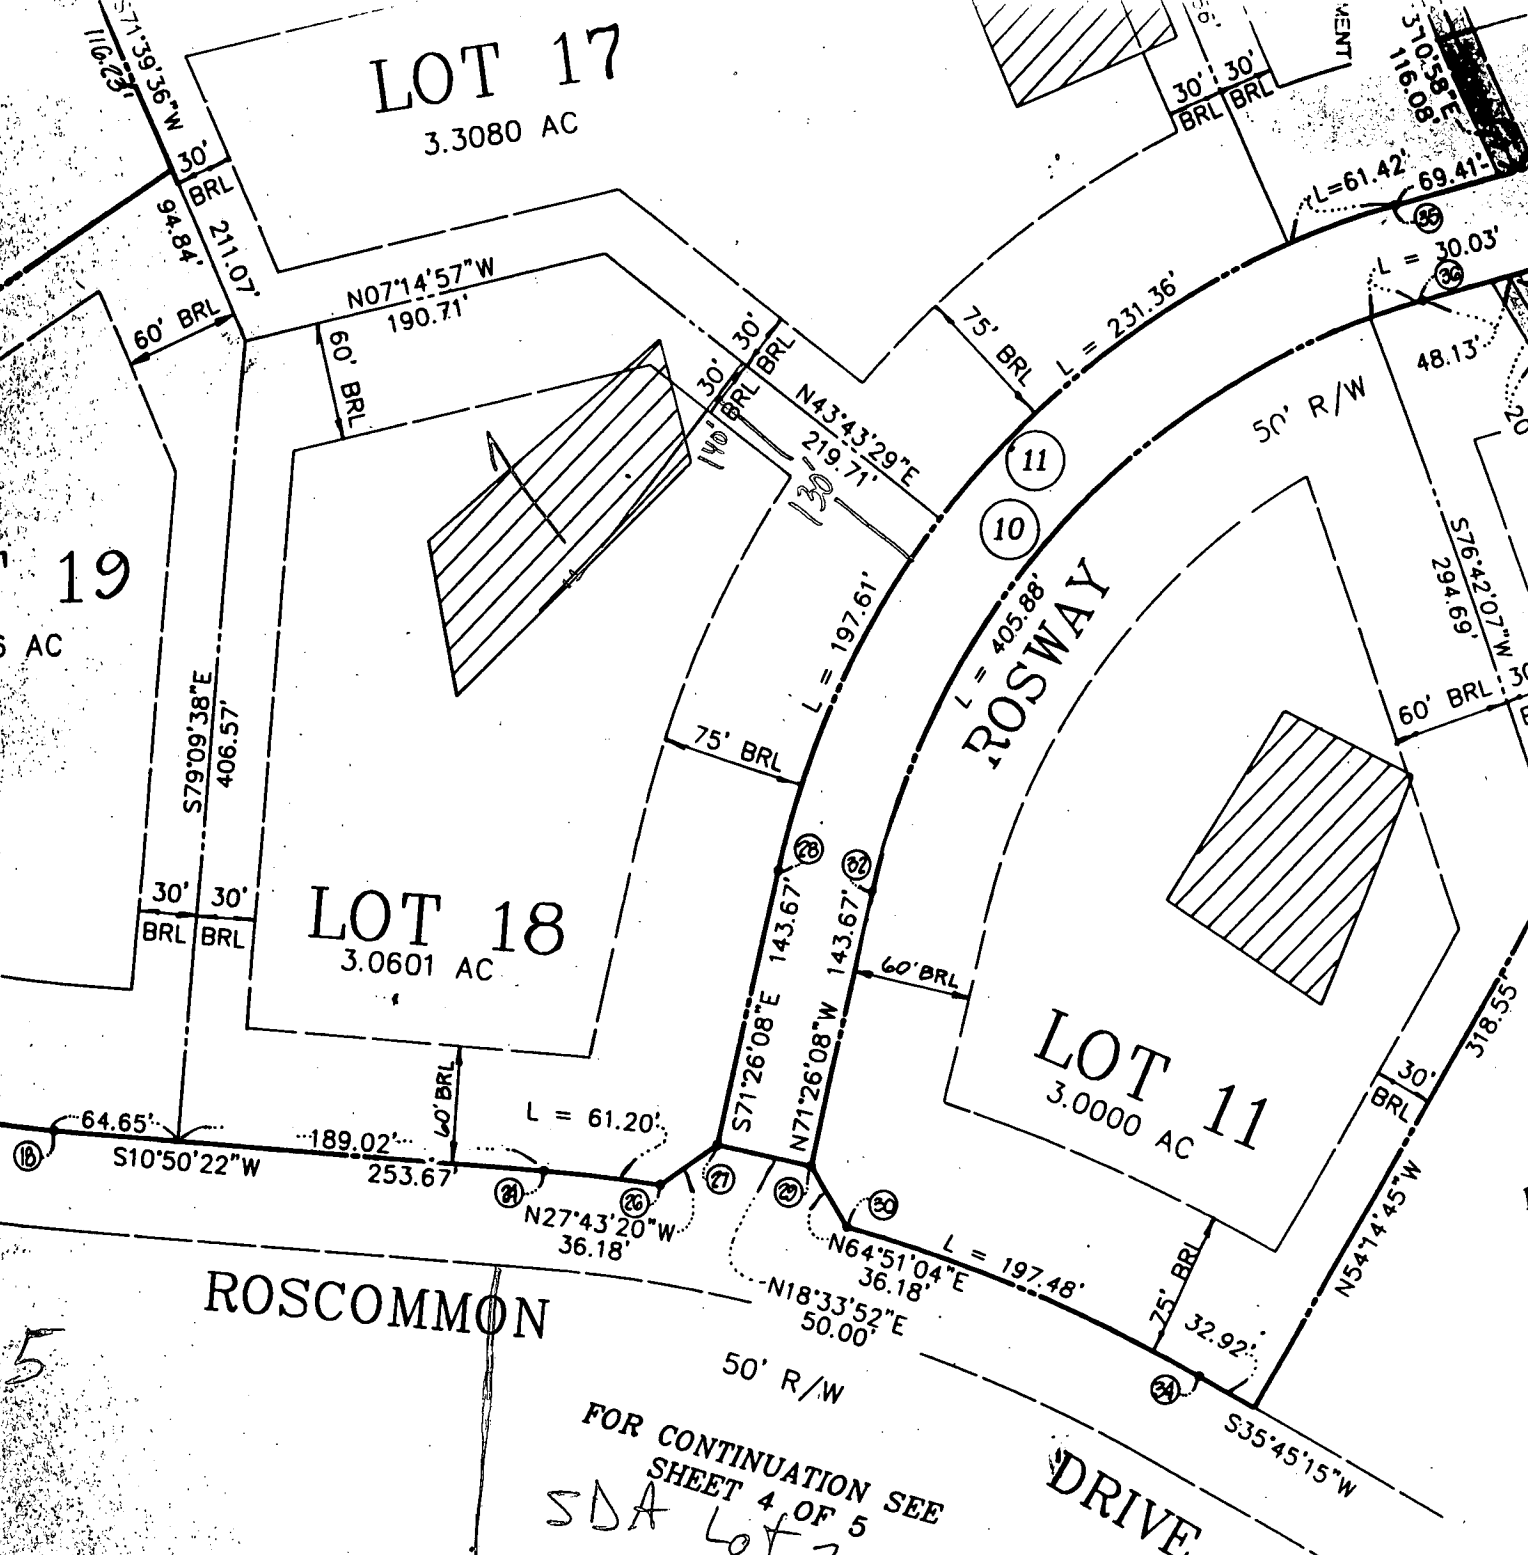 S71°39'36"W
116.23'
LOT 17
3.3080 AC
30'
BRL
94.84'
211.07'
60' BRL
N07°14'57"W
190.71'
60' BRL
30'
BRL
30'
BRL
140'
130'
N43°43'29"E
219.71'
75' BRL
L = 231.36'
30'
BRL
30'
BRL
MENT
116.08'
L=61.42'
69.41'
35
L = 30.03'
36
48.13'
20
50' R/W
11
10
19
AC
S79°09'38"E
406.57'
L = 197.61'
L = 405.88'
ROSWAY
S76°42'07"W
294.69'
60' BRL
75' BRL
28
32
30'
BRL
30'
BRL
LOT 18
3.0601 AC
143.67'
S71°26'08"E
143.67'
N71°26'08"W
60' BRL
LOT 11
3.0000 AC
318.55'
30'
BRL
N54°14'45"W
60' BRL
L = 61.20'
64.65'
18
S10°50'22"W
189.02'
253.67'
26
27
29
30
N27°43'20"W
36.18'
N64°51'04"E
36.18'
L = 197.48'
N18°33'52"E
50.00'
75' BRL
32.92'
34
S35°45'15"W
ROSCOMMON
50' R/W
DRIVE
5
FOR CONTINUATION SEE
SHEET 4 OF 5
SDA Lot